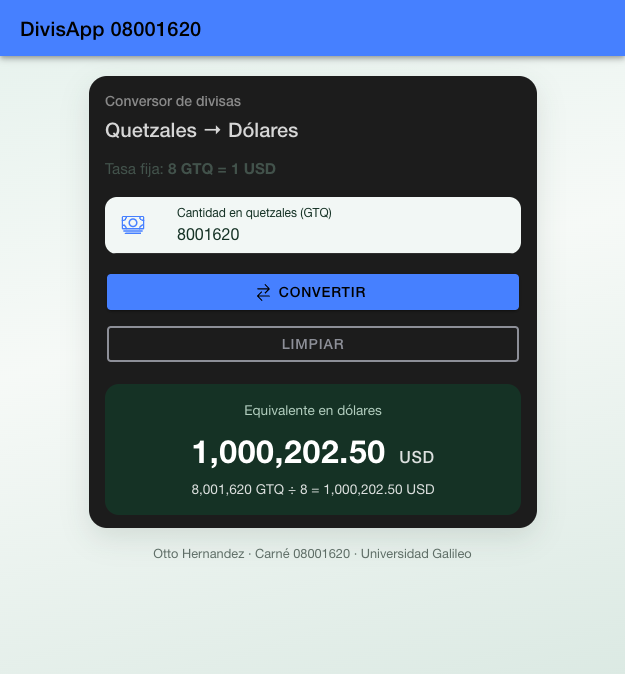 DivisApp 08001620
Conversor de divisas
Quetzales → Dólares
Tasa fija: 8 GTQ = 1 USD
Cantidad en quetzales (GTQ)
8001620
CONVERTIR
LIMPIAR
Equivalente en dólares
1,000,202.50 USD
8,001,620 GTQ ÷ 8 = 1,000,202.50 USD
Otto Hernandez · Carné 08001620 · Universidad Galileo